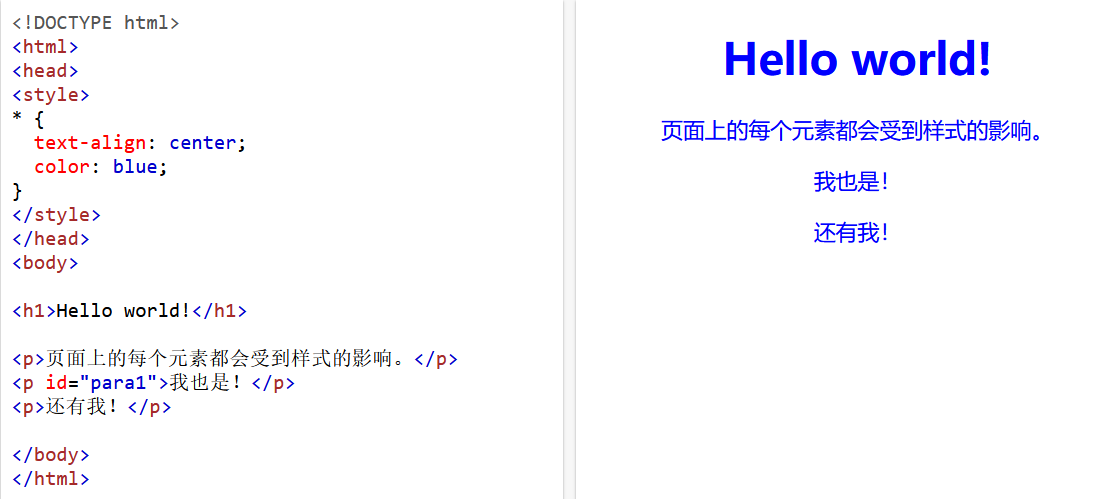 <!DOCTYPE html>
<html>
<head>
<style>
* {
  text-align: center;
  color: blue;
}
</style>
</head>
<body>
<h1>Hello world!</h1>
<p>页面上的每个元素都会受到样式的影响。</p>
<p id="para1">我也是！</p>
<p>还有我！</p>
</body>
</html>
Hello world!
页面上的每个元素都会受到样式的影响。
我也是！
还有我！